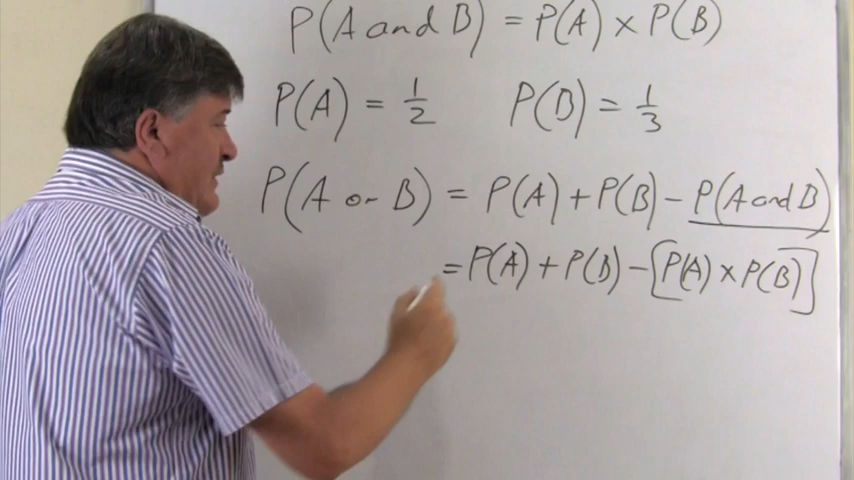 P(A and B) = P(A) × P(B)
P(A) = 1/2 P(B) = 1/3
P(A or B) = P(A) + P(B) - P(A and B)
= P(A) + P(B) - [P(A) × P(B)]